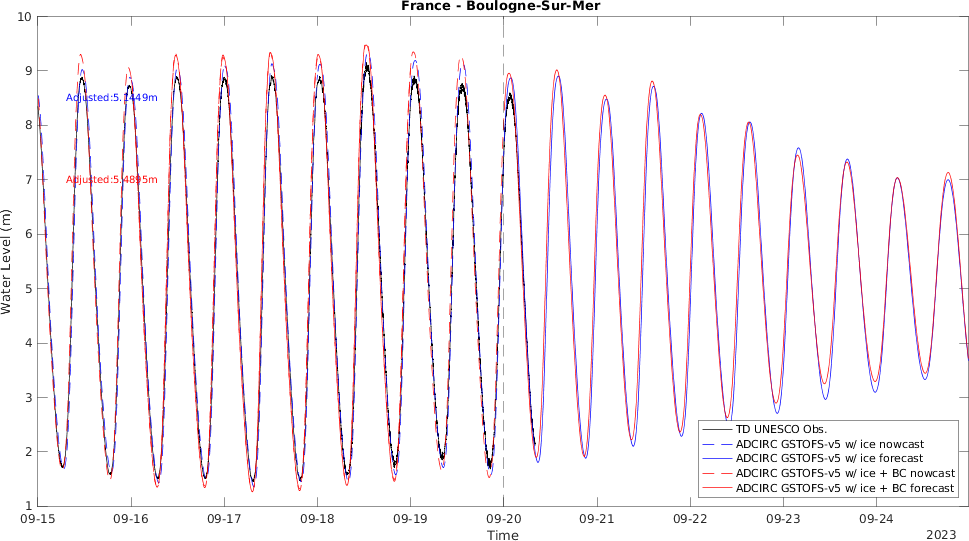 France - Boulogne-Sur-Mer
10
9
8
7
6
5
4
3
2
1
Water Level (m)
Adjusted:5.1449m
Adjusted:5.4895m
TD UNESCO Obs.
ADCIRC GSTOFS-v5 w/ ice nowcast
ADCIRC GSTOFS-v5 w/ ice forecast
ADCIRC GSTOFS-v5 w/ ice + BC nowcast
ADCIRC GSTOFS-v5 w/ ice + BC forecast
09-15 09-16 09-17 09-18 09-19 09-20 09-21 09-22 09-23 09-24
Time
2023